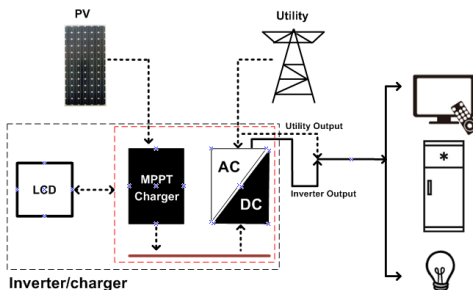 PV
Utility
Utility Output
AC
LCD
MPPT
Charger
DC
Inverter Output
Inverter/charger